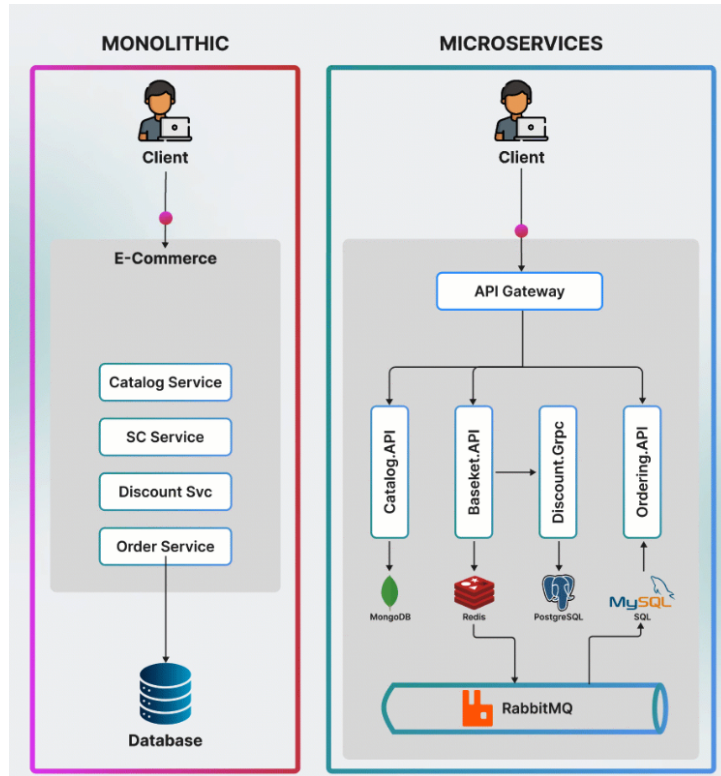 MONOLITHIC
Client
E-Commerce
Catalog Service
SC Service
Discount Svc
Order Service
Database
MICROSERVICES
Client
API Gateway
Catalog.API
Baseket.API
Discount.Grpc
Ordering.API
MongoDB
Redis
PostgreSQL
MySQL
SQL
RabbitMQ